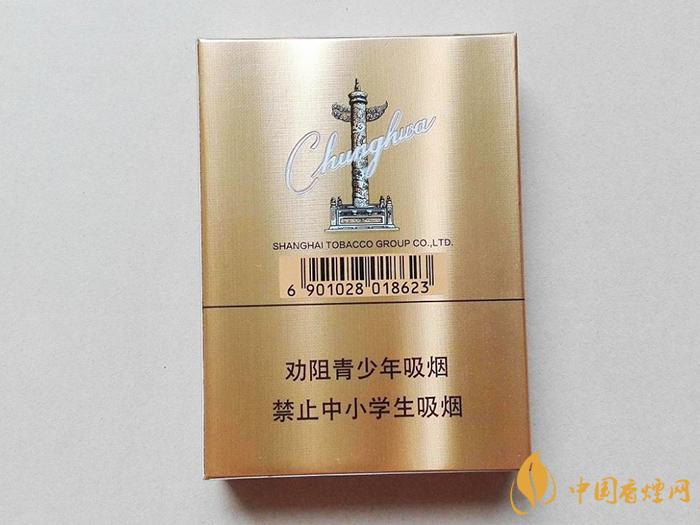 Chunghwa
SHANGHAI TOBACCO GROUP CO.,LTD.
6 901028 018623
劝阻青少年吸烟
禁止中小学生吸烟
中国香烟网